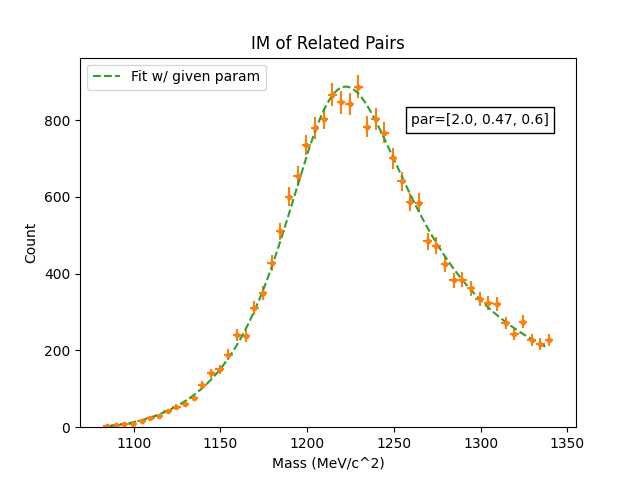 IM of Related Pairs
Fit w/ given param
par=[2.0, 0.47, 0.6]
800
600
400
200
0
Count
1100 1150 1200 1250 1300 1350
Mass (MeV/c^2)